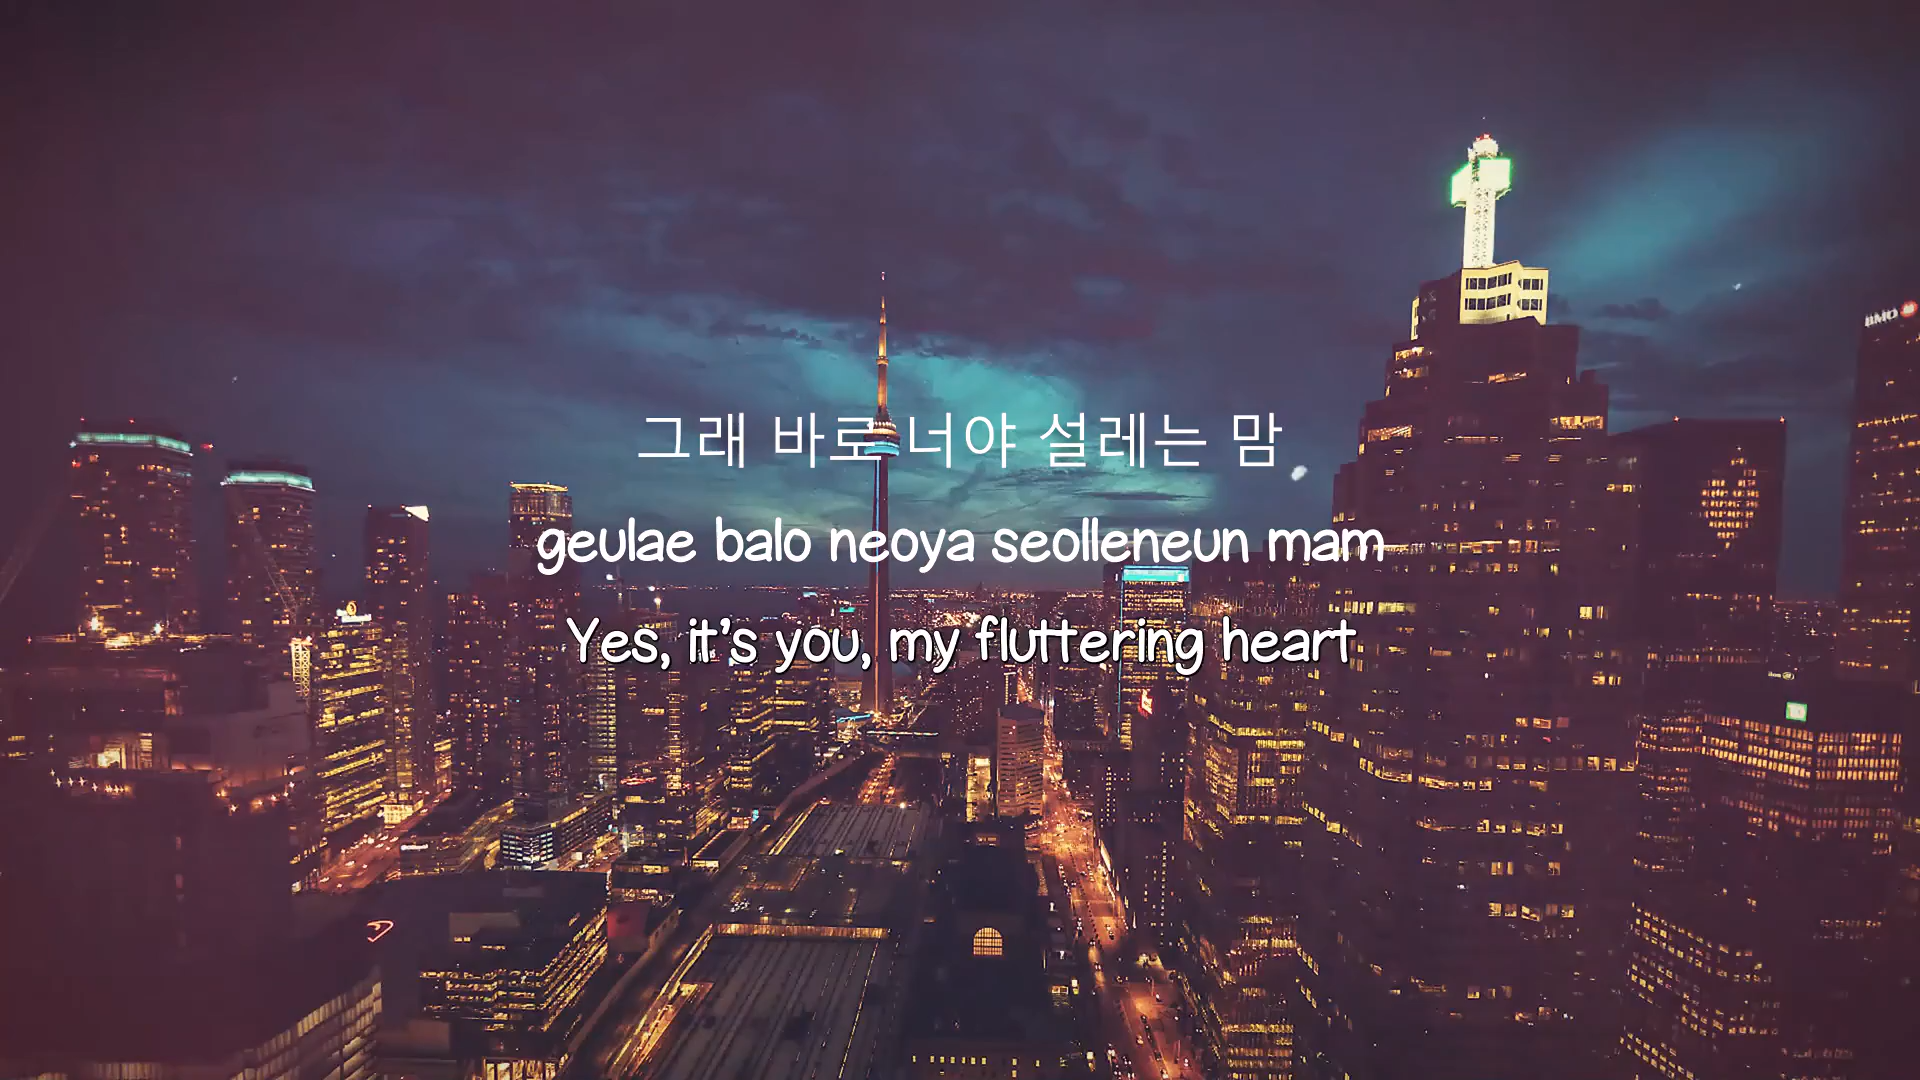 그래 바로 너야 설레는 맘
geulae balo neoya seolleneun mam
Yes, it's you, my fluttering heart
BMO